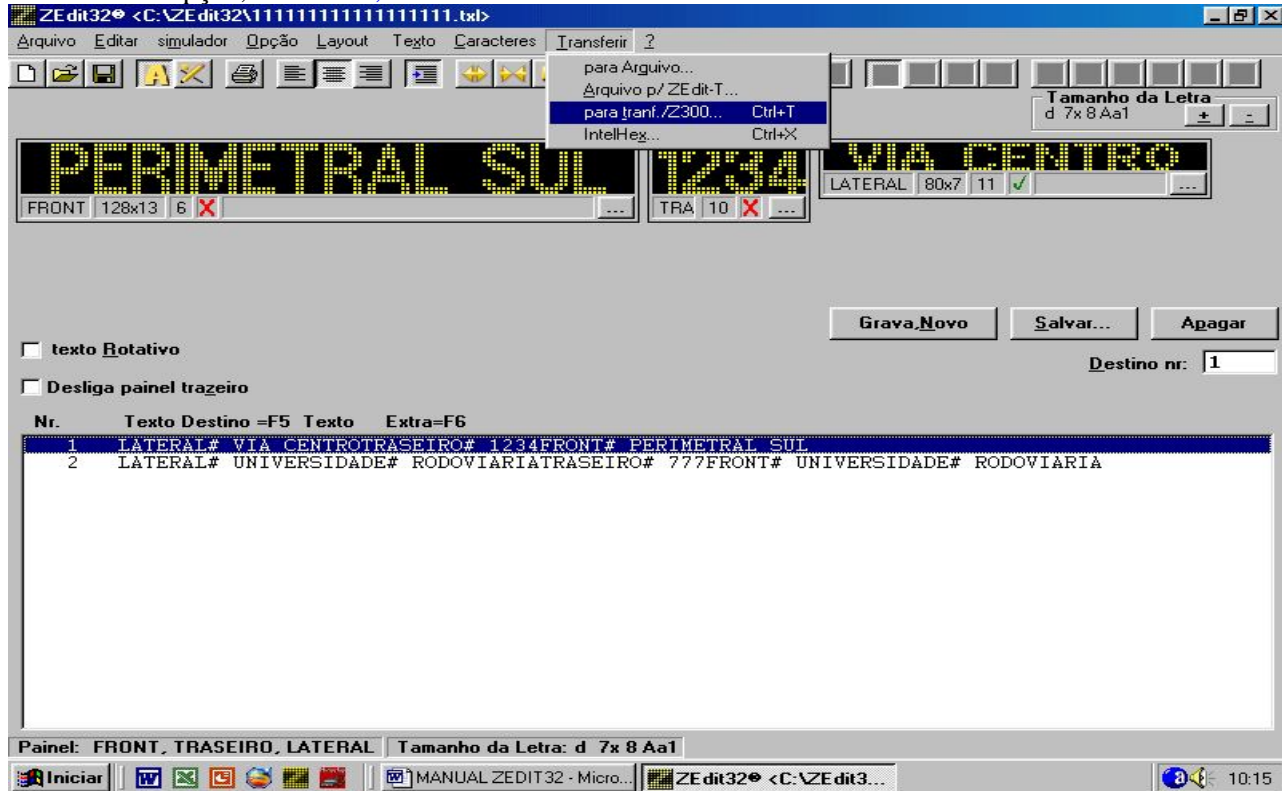 ZEdit32® <C:\ZEdit32\1111111111111111111.txl>
Arquivo Editar simulador Opção Layout Texto Caracteres Transferir ?
para Arguivo...
Arquivo p/ ZEdit-T...
para tranf./Z300... Ctrl+T
IntelHex... Ctrl+X
Tamanho da Letra
d 7x 8 Aa1 + -
PERIMETRAL SUL 1234 VIA CENTRO
LATERAL 80x7 11 ...
FRONT 128x13 6 ... TRA 10 ...
Grava,Novo Salvar... Apagar
texto Rotativo
Destino nr: 1
Desliga painel trazeiro
Nr. Texto Destino =F5 Texto Extra=F6
1 LATERAL# VIA CENTROTRASEIRO# 1234FRONT# PERIMETRAL SUL
2 LATERAL# UNIVERSIDADE# RODOVIARIATRASEIRO# 777FRONT# UNIVERSIDADE# RODOVIARIA
Painel: FRONT, TRASEIRO, LATERAL Tamanho da Letra: d 7x 8 Aa1
Iniciar MANUAL ZEDIT32 - Micro... ZEdit32® <C:\ZEdit3... 10:15